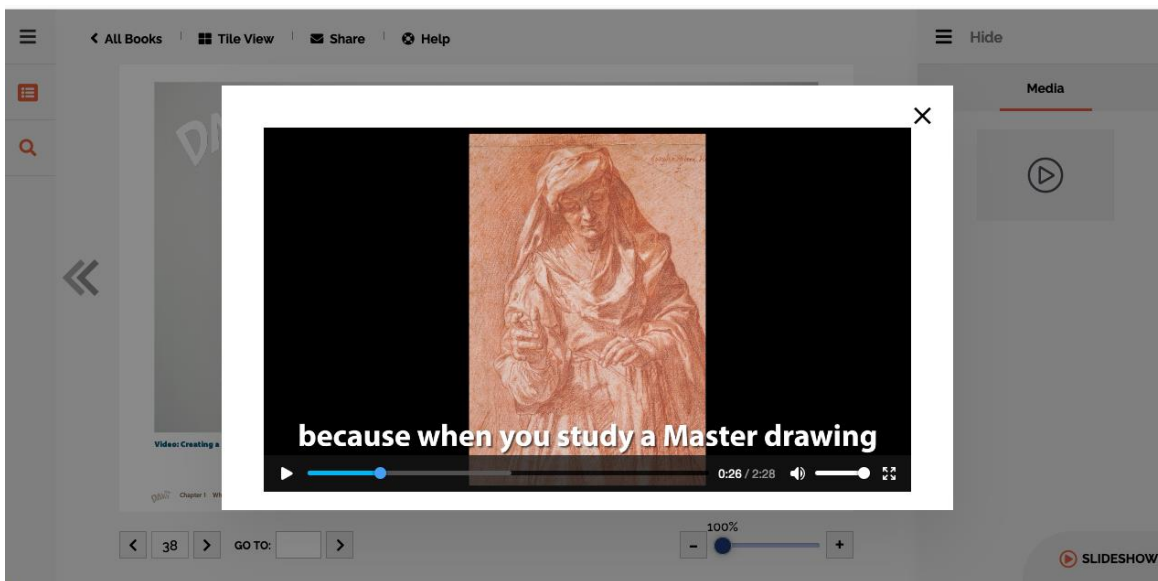 All Books
Tile View
Share
Help
Hide
Media
because when you study a Master drawing
0:26 / 2:28
Video: Creating a
Chapter 1 Wh
38
GO TO:
100%
SLIDESHOW